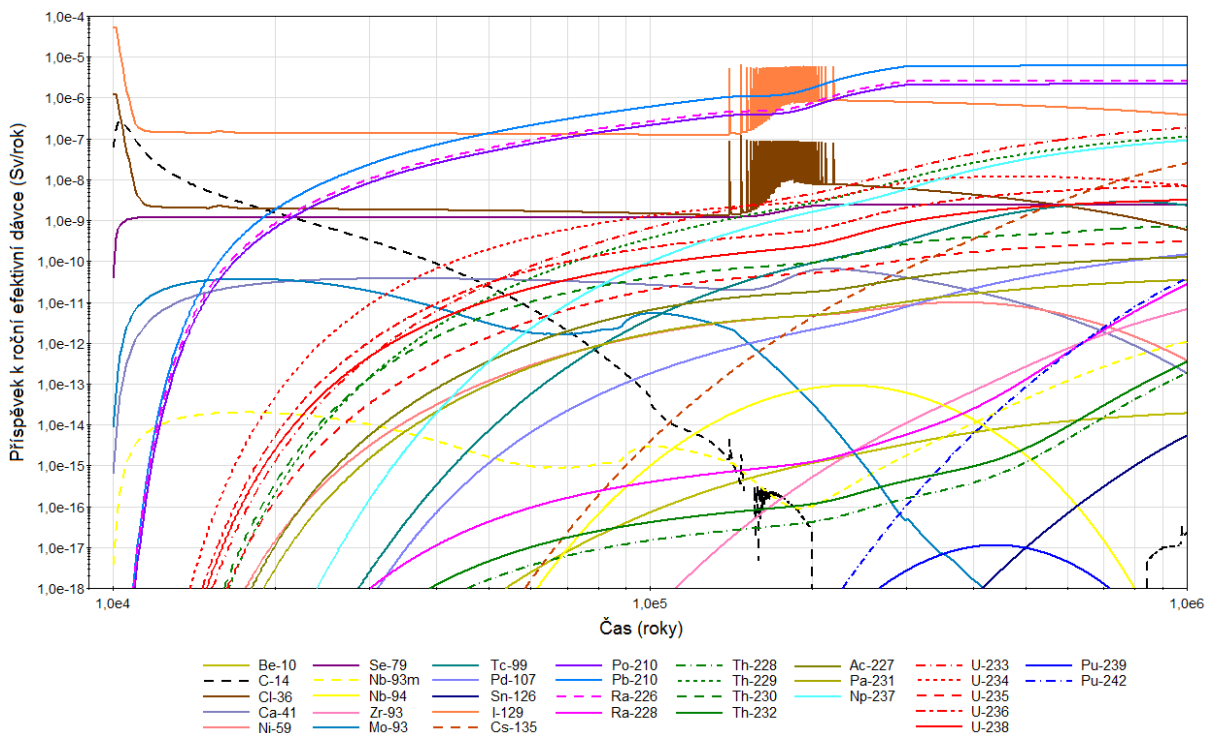 1,0e-4
1,0e-5
1,0e-6
1,0e-7
1,0e-8
1,0e-9
1,0e-10
1,0e-11
1,0e-12
1,0e-13
1,0e-14
1,0e-15
1,0e-16
1,0e-17
1,0e-18
Příspěvek k roční efektivní dávce (Sv/rok)
1,0e4 1,0e5 1,0e6
Čas (roky)
Be-10 Se-79 Tc-99 Po-210 Th-228 Ac-227 U-233 Pu-239
C-14 Nb-93m Pd-107 Pb-210 Th-229 Pa-231 U-234 Pu-242
Cl-36 Nb-94 Sn-126 Ra-226 Th-230 Np-237 U-235
Ca-41 Zr-93 I-129 Ra-228 Th-232 U-236
Ni-59 Mo-93 Cs-135 U-238